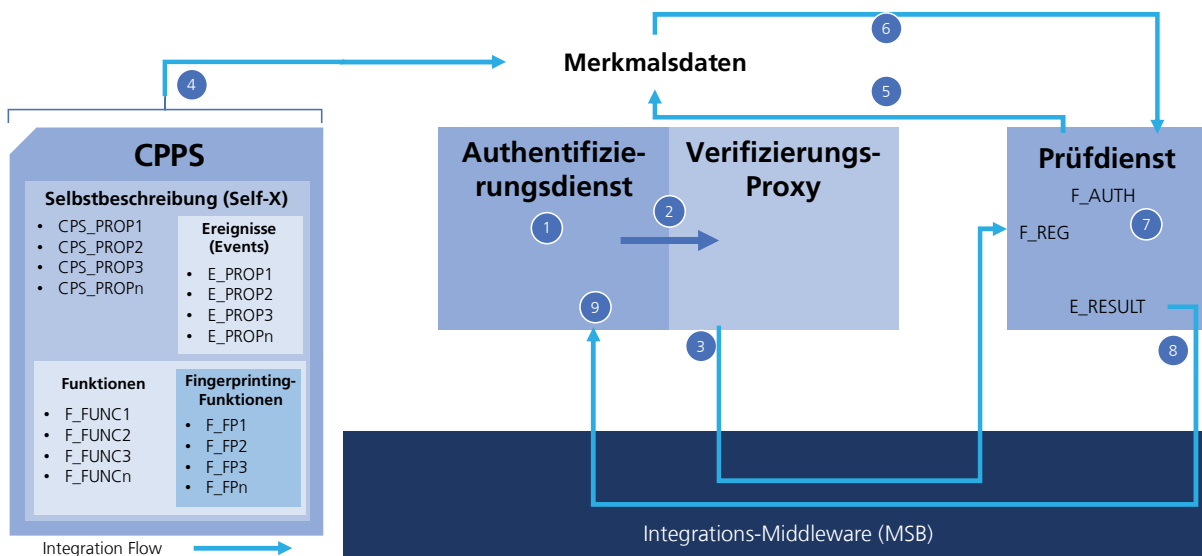 6
Merkmalsdaten
4
5
CPPS
Selbstbeschreibung (Self-X)
• CPS_PROP1
• CPS_PROP2
• CPS_PROP3
• CPS_PROPn
Ereignisse
(Events)
• E_PROP1
• E_PROP2
• E_PROP3
• E_PROPn
Funktionen
• F_FUNC1
• F_FUNC2
• F_FUNC3
• F_FUNCn
Fingerprinting-
Funktionen
• F_FP1
• F_FP2
• F_FP3
• F_FPn
Integration Flow
Authentifizie-
rungsdienst
1
2
9
Verifizierungs-
Proxy
3
Prüfdienst
F_AUTH
7
F_REG
E_RESULT
8
Integrations-Middleware (MSB)